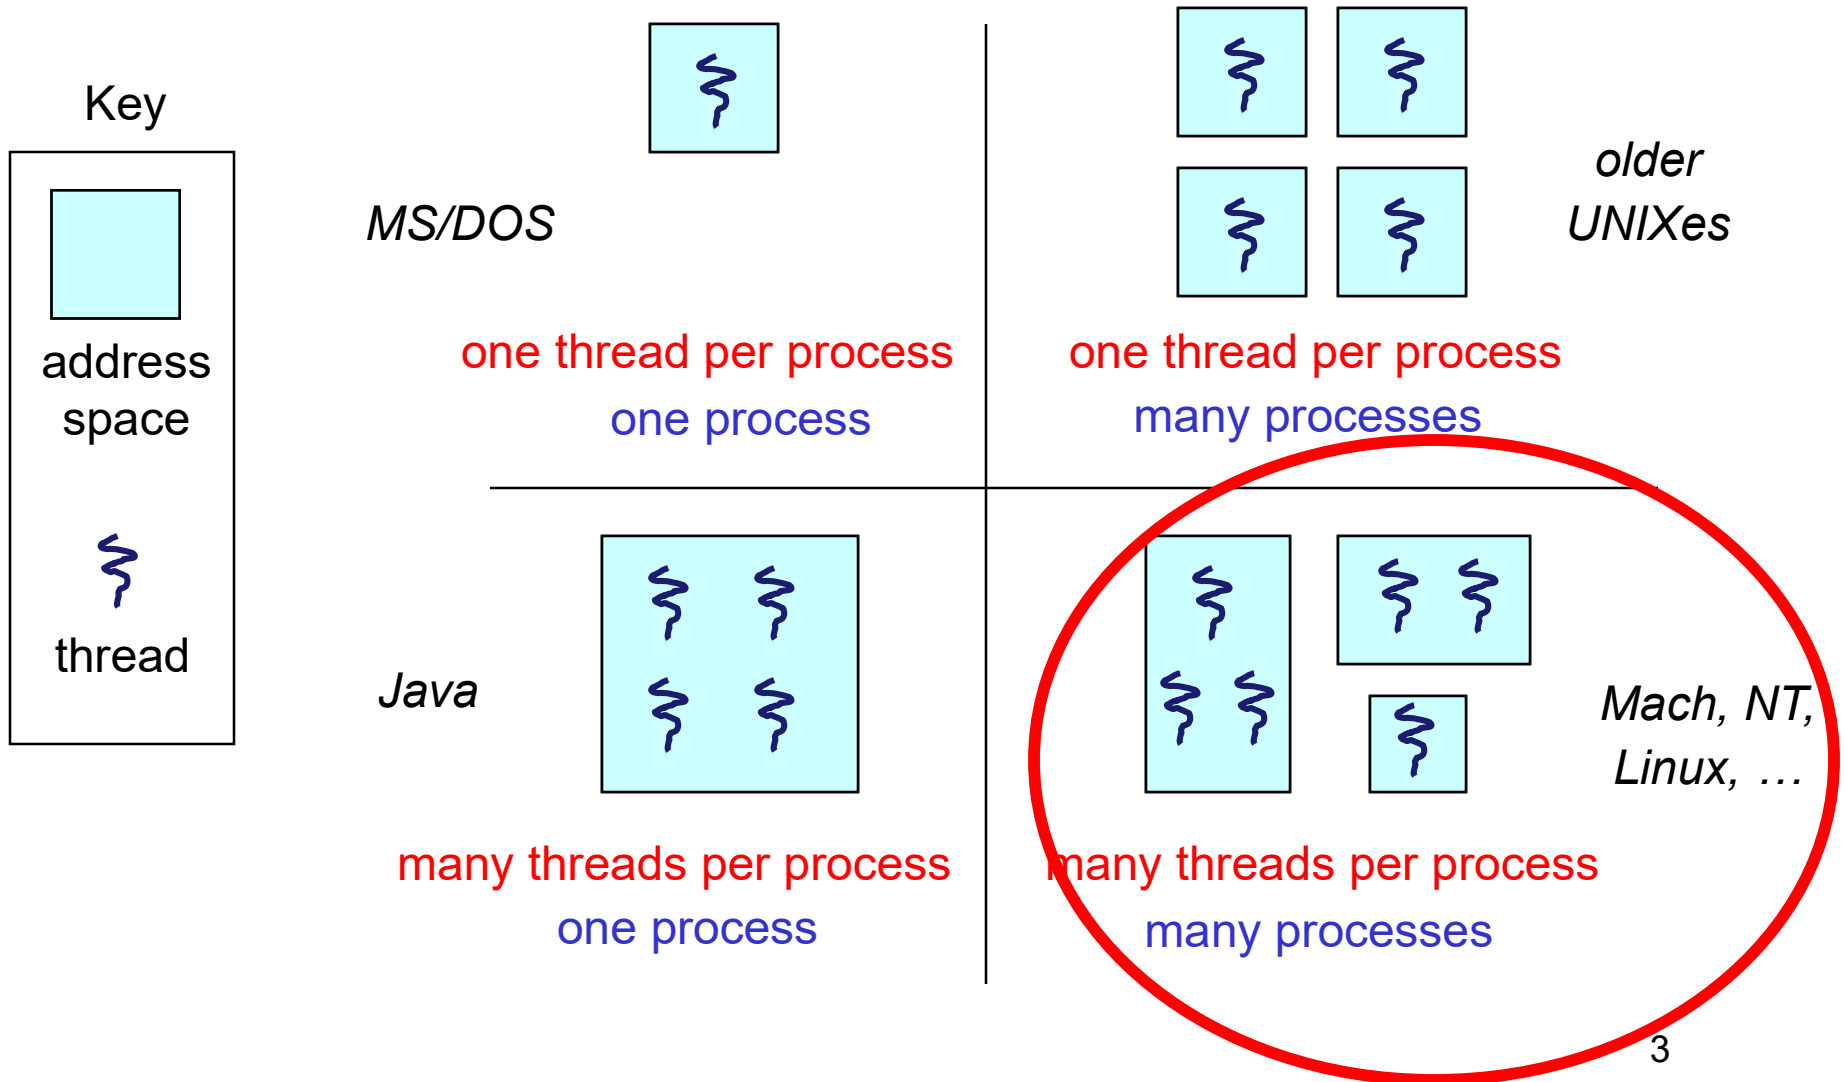 Key
address
space
thread
MS/DOS
one thread per process
one process
older
UNIXes
one thread per process
many processes
Java
many threads per process
one process
Mach, NT,
Linux, …
many threads per process
many processes
3